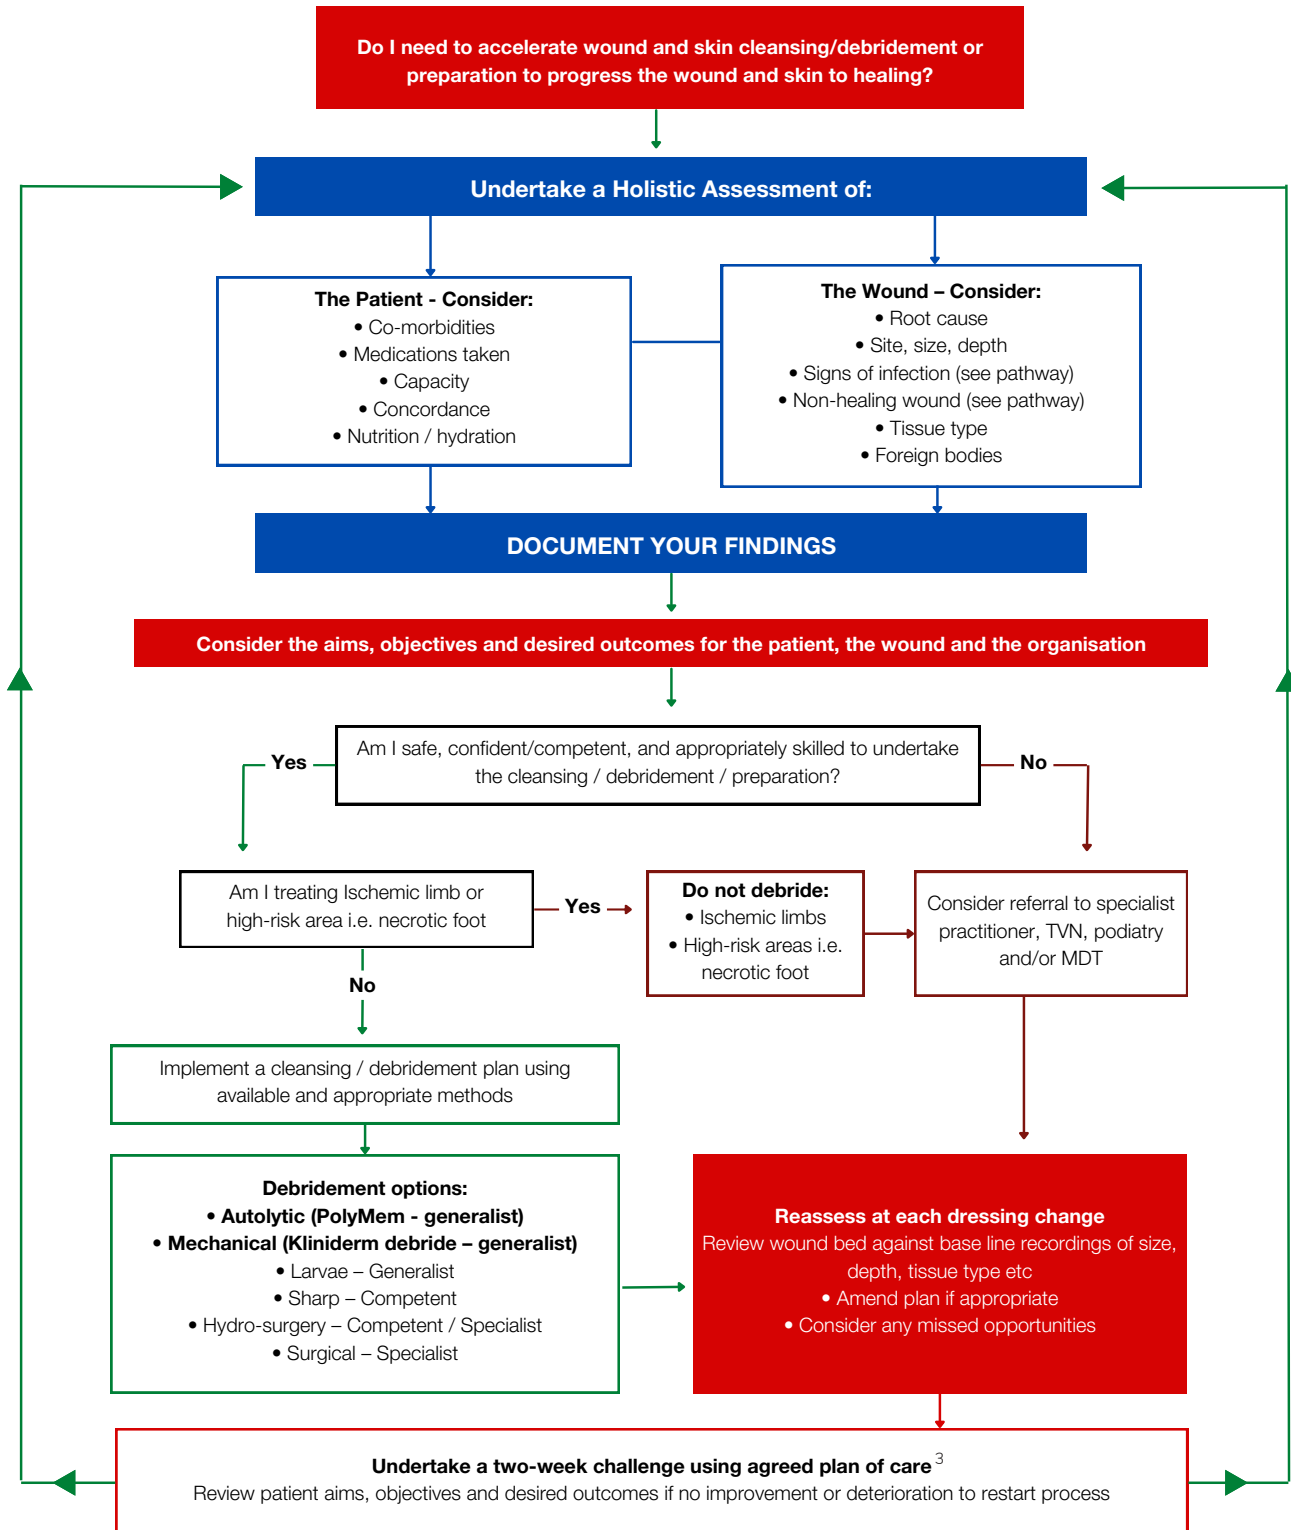 Do I need to accelerate wound and skin cleansing/debridement or
preparation to progress the wound and skin to healing?
Undertake a Holistic Assessment of:
The Patient - Consider:
• Co-morbidities
• Medications taken
• Capacity
• Concordance
• Nutrition / hydration
The Wound – Consider:
• Root cause
• Site, size, depth
• Signs of infection (see pathway)
• Non-healing wound (see pathway)
• Tissue type
• Foreign bodies
DOCUMENT YOUR FINDINGS
Consider the aims, objectives and desired outcomes for the patient, the wound and the organisation
Am I safe, confident/competent, and appropriately skilled to undertake
the cleansing / debridement / preparation?
Yes
No
Am I treating Ischemic limb or
high-risk area i.e. necrotic foot
Yes
Do not debride:
• Ischemic limbs
• High-risk areas i.e.
necrotic foot
Consider referral to specialist
practitioner, TVN, podiatry
and/or MDT
No
Implement a cleansing / debridement plan using
available and appropriate methods
Debridement options:
• Autolytic (PolyMem - generalist)
• Mechanical (Kliniderm debride – generalist)
• Larvae – Generalist
• Sharp – Competent
• Hydro-surgery – Competent / Specialist
• Surgical – Specialist
Reassess at each dressing change
Review wound bed against base line recordings of size,
depth, tissue type etc
• Amend plan if appropriate
• Consider any missed opportunities
Undertake a two-week challenge using agreed plan of care 3
Review patient aims, objectives and desired outcomes if no improvement or deterioration to restart process